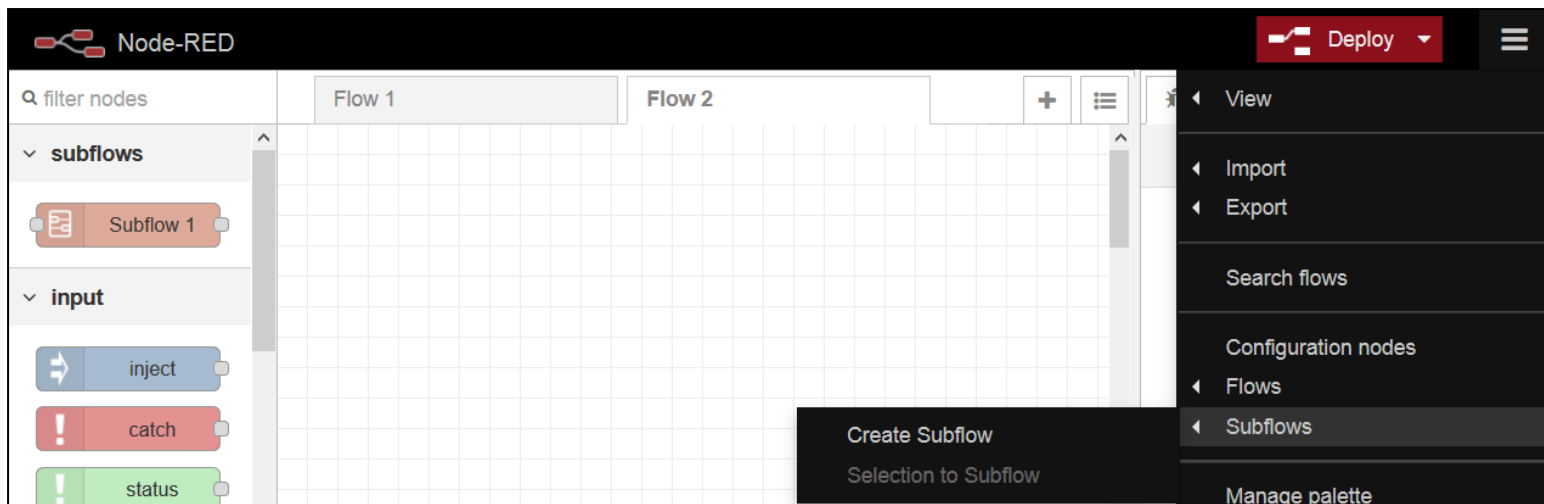 Node-RED
Deploy
filter nodes
Flow 1
Flow 2
View
subflows
Import
Subflow 1
Export
Search flows
input
Configuration nodes
inject
Flows
catch
Create Subflow
Subflows
Selection to Subflow
status
Manage palette